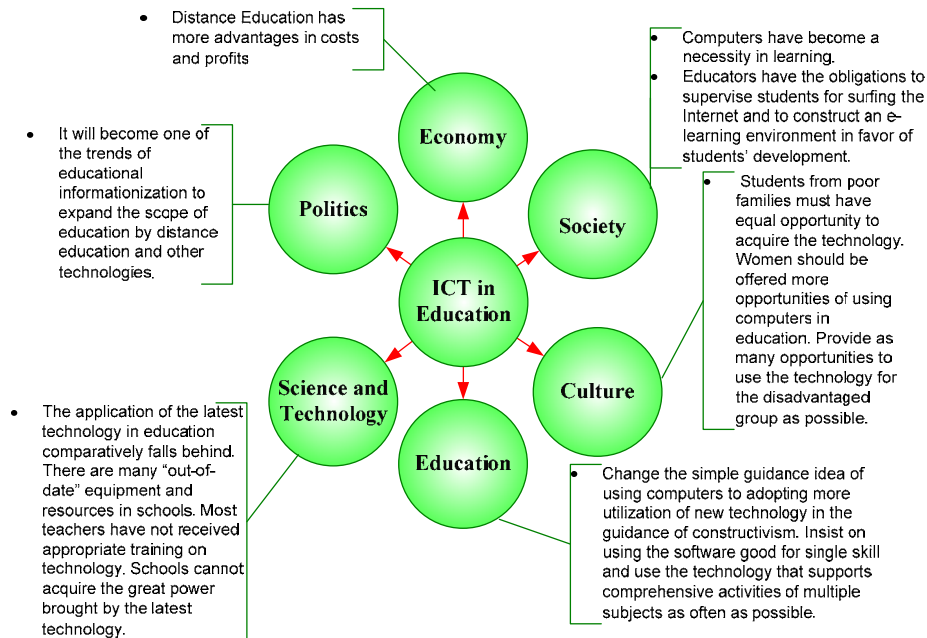 • Distance Education has
more advantages in costs
and profits
Economy
• Computers have become a
necessity in learning.
• Educators have the obligations to
supervise students for surfing the
Internet and to construct an e-
learning environment in favor of
students' development.
Society
• It will become one of
the trends of
educational
informationization to
expand the scope of
education by distance
education and other
technologies.
Politics
ICT in
Education
• Students from poor
families must have
equal opportunity to
acquire the technology.
Women should be
offered more
opportunities of using
computers in
education. Provide as
many opportunities to
use the technology for
the disadvantaged
group as possible.
Culture
Science and
Technology
• The application of the latest
technology in education
comparatively falls behind.
There are many "out-of-
date" equipment and
resources in schools. Most
teachers have not received
appropriate training on
technology. Schools cannot
acquire the great power
brought by the latest
technology.
Education
• Change the simple guidance idea of
using computers to adopting more
utilization of new technology in the
guidance of constructivism. Insist on
using the software good for single skill
and use the technology that supports
comprehensive activities of multiple
subjects as often as possible.